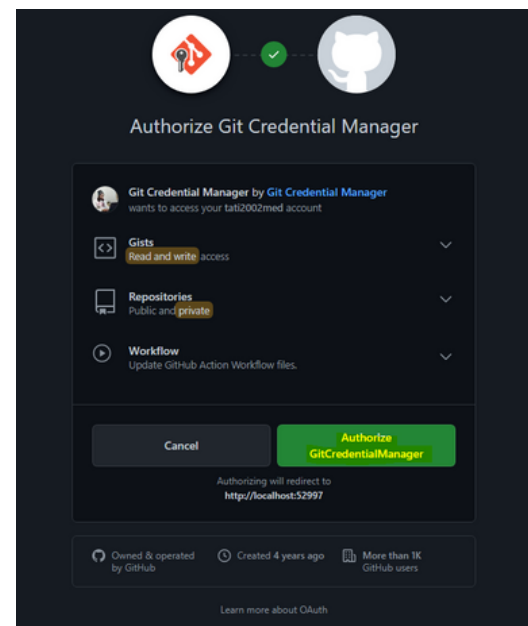 Authorize Git Credential Manager
Git Credential Manager by Git Credential Manager
wants to access your tati2002med account
Gists
Read and write access
Repositories
Public and private
Workflow
Update GitHub Action Workflow files.
Cancel
Authorize
GitCredentialManager
Authorizing will redirect to
http://localhost:52997
Owned & operated
by GitHub
Created 4 years ago
More than 1K
GitHub users
Learn more about OAuth